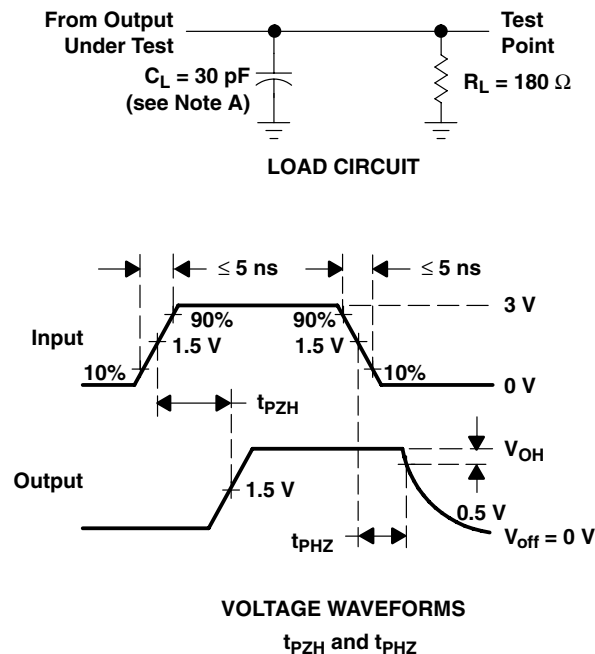 From Output
Under Test
Test
Point
C_L = 30 pF
(see Note A)
R_L = 180 Ω
LOAD CIRCUIT
≤ 5 ns
≤ 5 ns
3 V
90%
90%
Input
1.5 V
1.5 V
10%
10%
0 V
t_PZH
V_OH
Output
1.5 V
0.5 V
t_PHZ
V_off = 0 V
VOLTAGE WAVEFORMS
t_PZH and t_PHZ